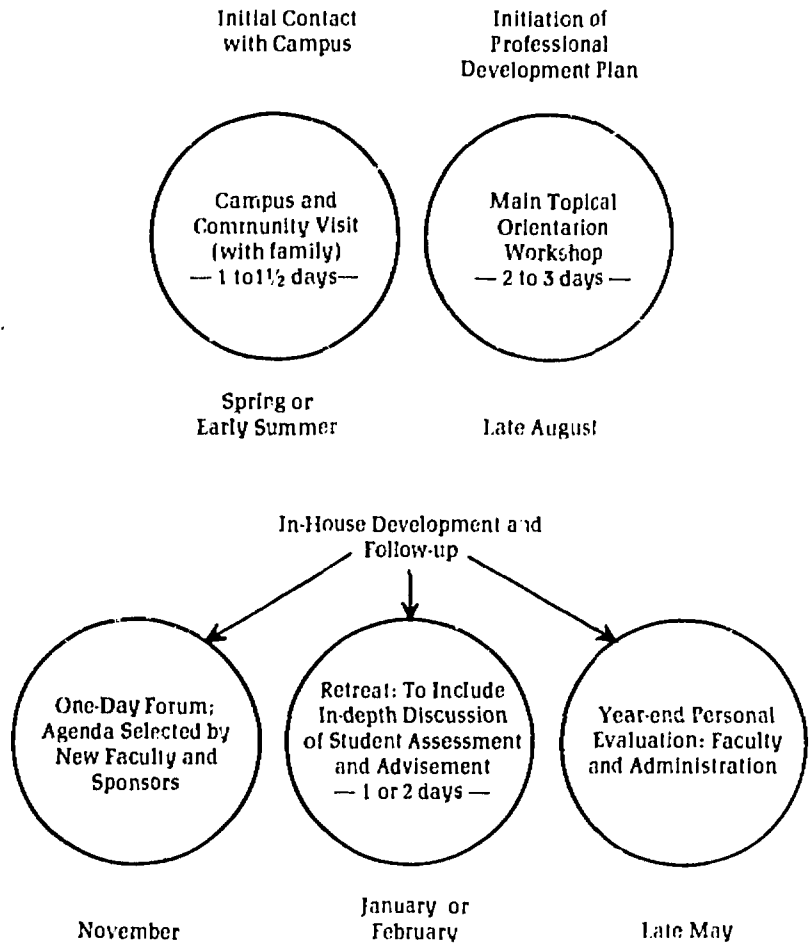 Initial Contact
with Campus
Initiation of
Professional
Development Plan
Campus and
Community Visit
(with family)
— 1 to 1½ days—
Main Topical
Orientation
Workshop
— 2 to 3 days —
Spring or
Early Summer
Late August
In-House Development and
Follow-up
One-Day Forum;
Agenda Selected by
New Faculty and
Sponsors
Retreat: To Include
In-depth Discussion
of Student Assessment
and Advisement
— 1 or 2 days —
Year-end Personal
Evaluation: Faculty
and Administration
November
January or
February
Late May